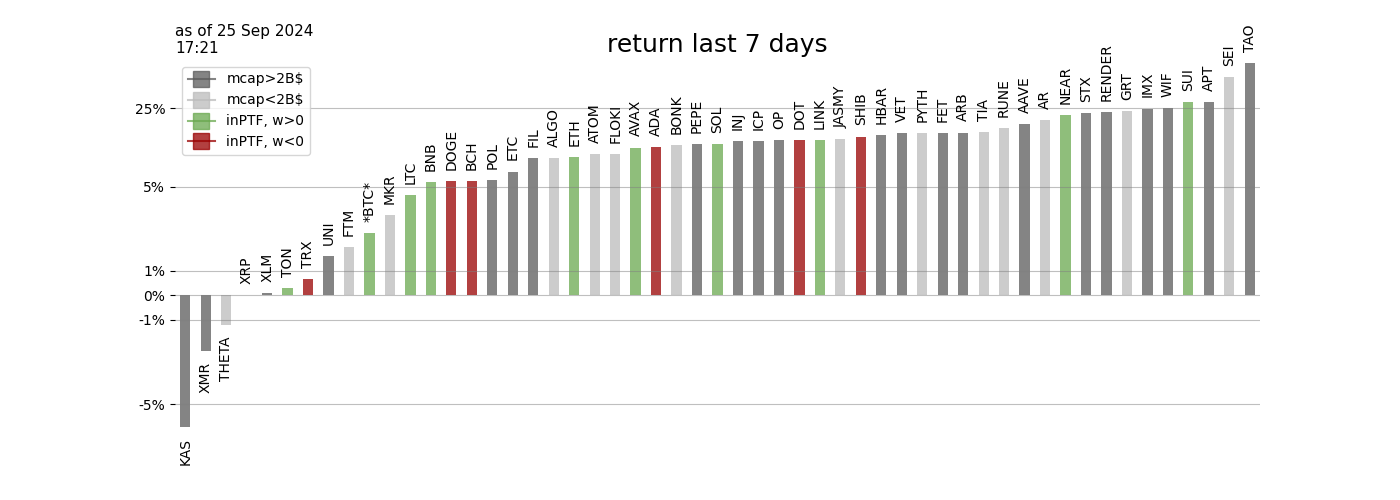 as of 25 Sep 2024
17:21
return last 7 days
mcap>2B$
mcap<2B$
inPTF, w>0
inPTF, w<0
25%
5%
1%
0%
-1%
-5%
KAS
XMR
THETA
XRP
XLM
TON
TRX
UNI
FTM
*BTC*
MKR
LTC
BNB
DOGE
BCH
POL
ETC
FIL
ALGO
ETH
ATOM
FLOKI
AVAX
ADA
BONK
PEPE
SOL
INJ
ICP
OP
DOT
LINK
JASMY
SHIB
HBAR
VET
PYTH
FET
ARB
TIA
RUNE
AAVE
AR
NEAR
STX
RENDER
GRT
IMX
WIF
SUI
APT
SEI
TAO